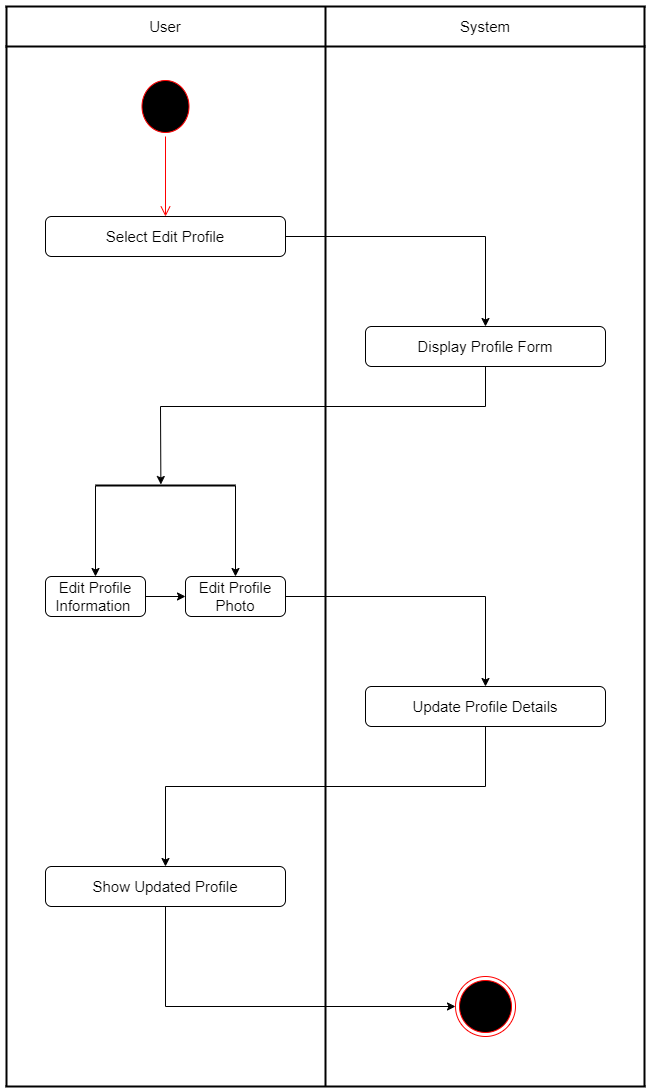 User
System
Select Edit Profile
Display Profile Form
Edit Profile
Information
Edit Profile
Photo
Update Profile Details
Show Updated Profile